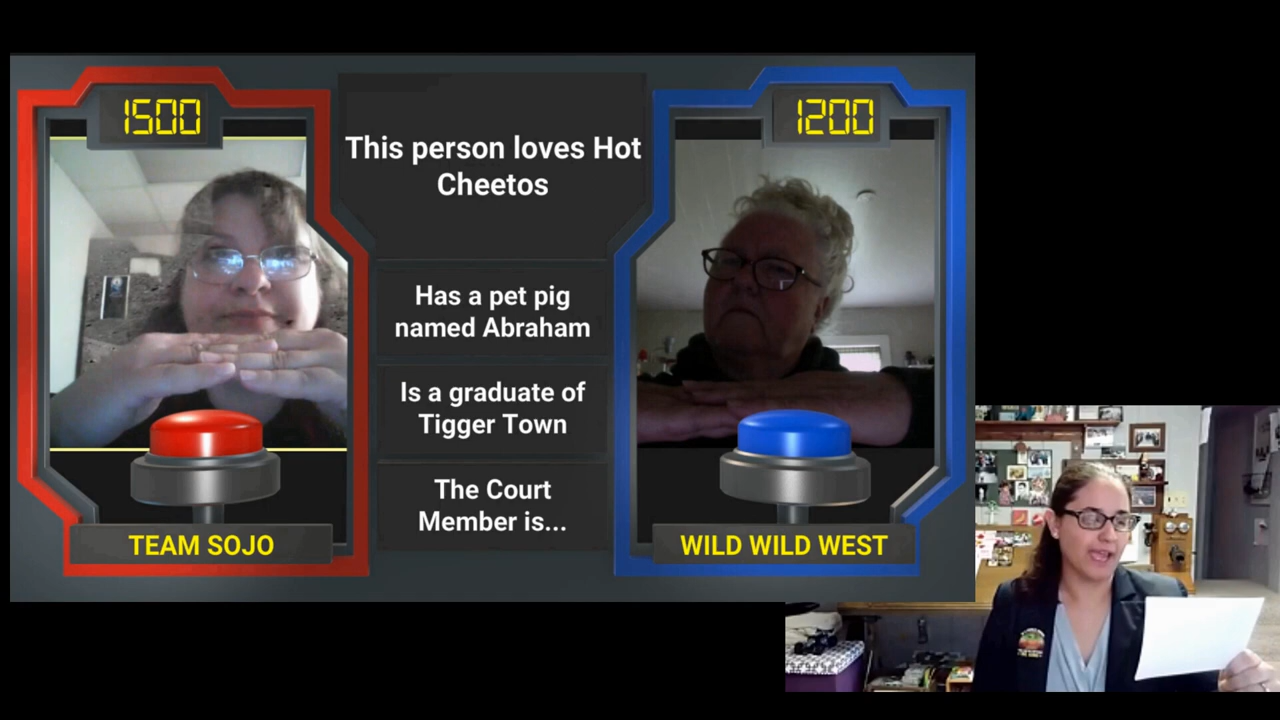 1500
1200
This person loves Hot
Cheetos
Has a pet pig
named Abraham
Is a graduate of
Tigger Town
The Court
Member is...
TEAM SOJO
WILD WILD WEST